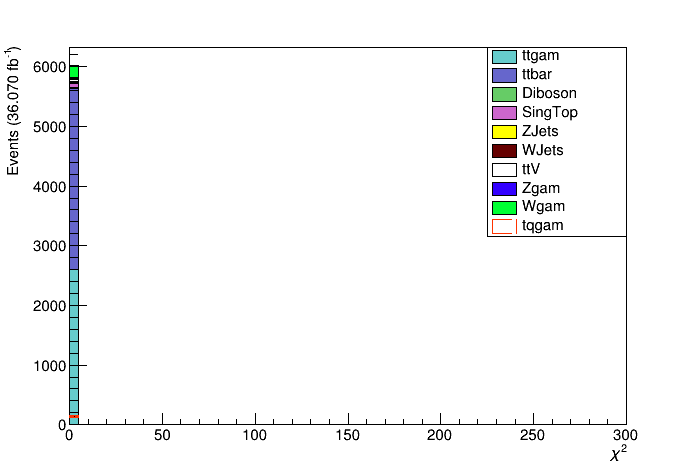 Events (36.070 fb⁻¹)
6000
5000
4000
3000
2000
1000
0
0 50 100 150 200 250 300
χ²
ttgam
ttbar
Diboson
SingTop
ZJets
WJets
ttV
Zgam
Wgam
tqgam